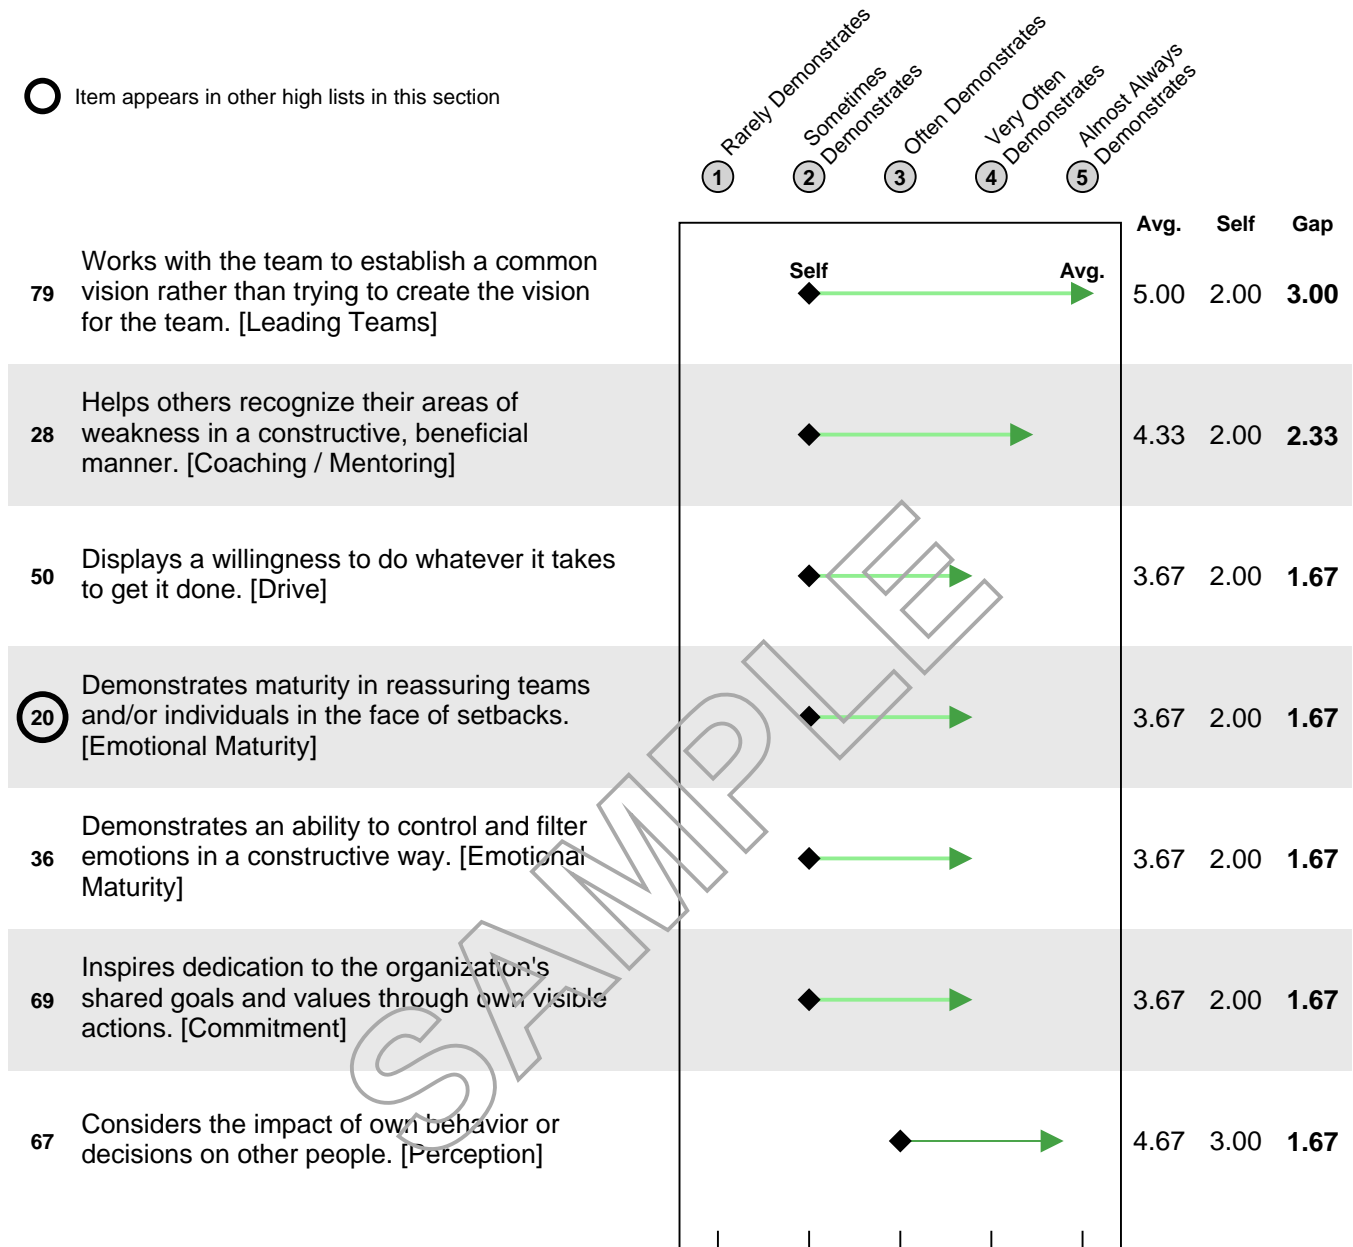 Item appears in other high lists in this section
Rarely Demonstrates
Sometimes
Demonstrates
Often Demonstrates
Very Often
Demonstrates
Almost Always
Demonstrates
1 2 3 4 5
Avg. Self Gap
79
Works with the team to establish a common
vision rather than trying to create the vision
for the team. [Leading Teams]
Self Avg.
5.00 2.00 3.00
28
Helps others recognize their areas of
weakness in a constructive, beneficial
manner. [Coaching / Mentoring]
4.33 2.00 2.33
50
Displays a willingness to do whatever it takes
to get it done. [Drive]
3.67 2.00 1.67
20
Demonstrates maturity in reassuring teams
and/or individuals in the face of setbacks.
[Emotional Maturity]
3.67 2.00 1.67
36
Demonstrates an ability to control and filter
emotions in a constructive way. [Emotional
Maturity]
3.67 2.00 1.67
69
Inspires dedication to the organization's
shared goals and values through own visible
actions. [Commitment]
3.67 2.00 1.67
67
Considers the impact of own behavior or
decisions on other people. [Perception]
4.67 3.00 1.67
SAMPLE